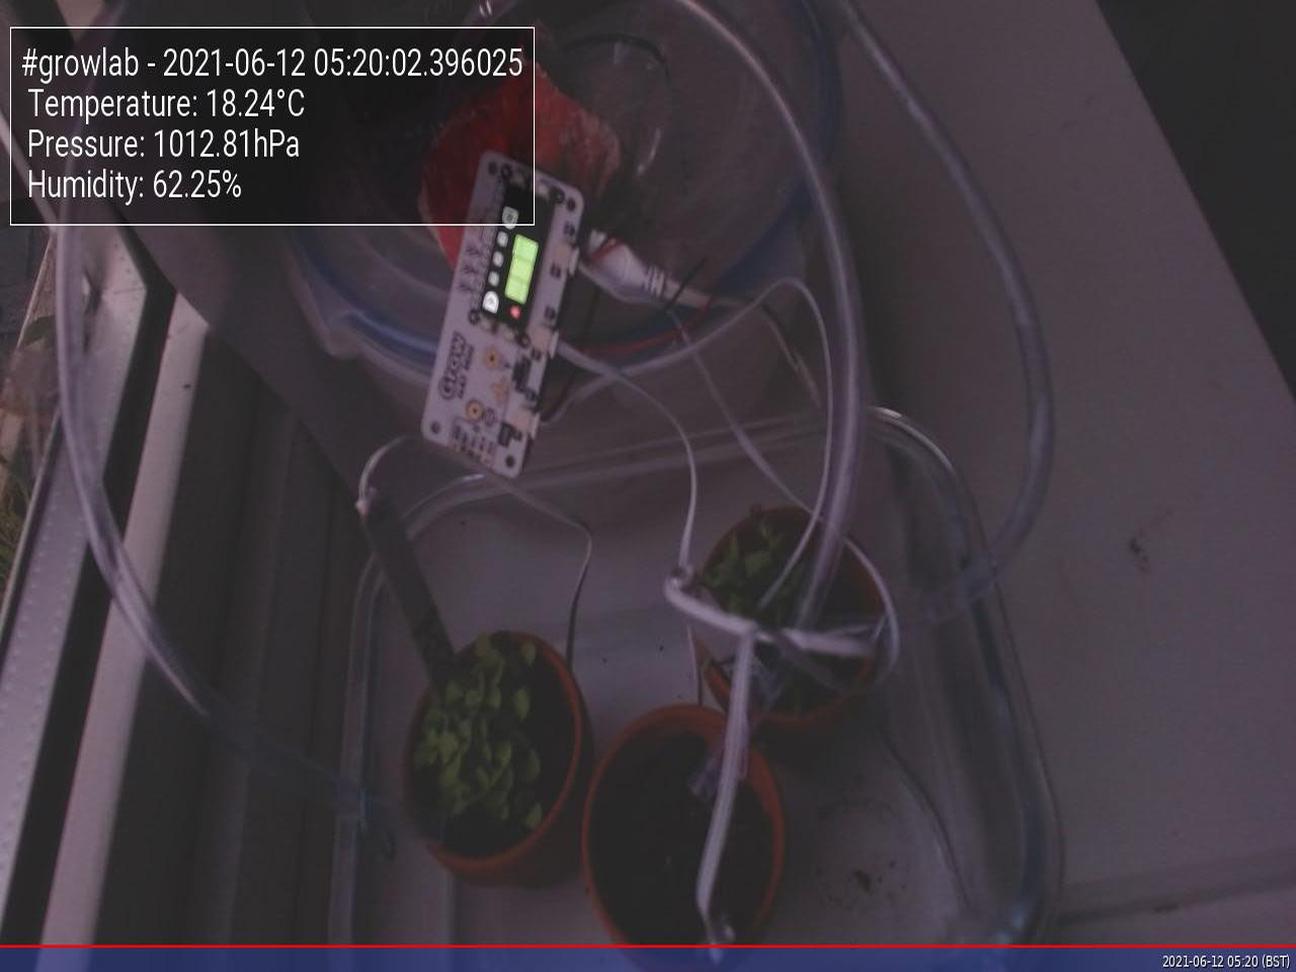 #growlab - 2021-06-12 05:20:02.396025
Temperature: 18.24°C
Pressure: 1012.81hPa
Humidity: 62.25%
Grow
2021-06-12 05:20 (BST)